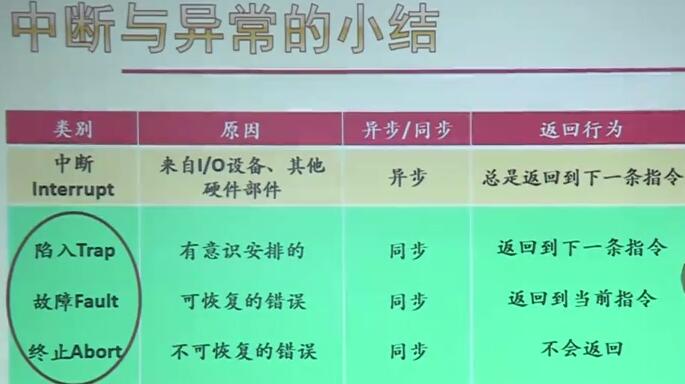 中断与异常的小结
类别 原因 异步/同步 返回行为
中断 来自I/O设备、其他 异步 总是返回到下一条指令
Interrupt 硬件部件
陷入Trap 有意识安排的 同步 返回到下一条指令
故障Fault 可恢复的错误 同步 返回到当前指令
终止Abort 不可恢复的错误 同步 不会返回